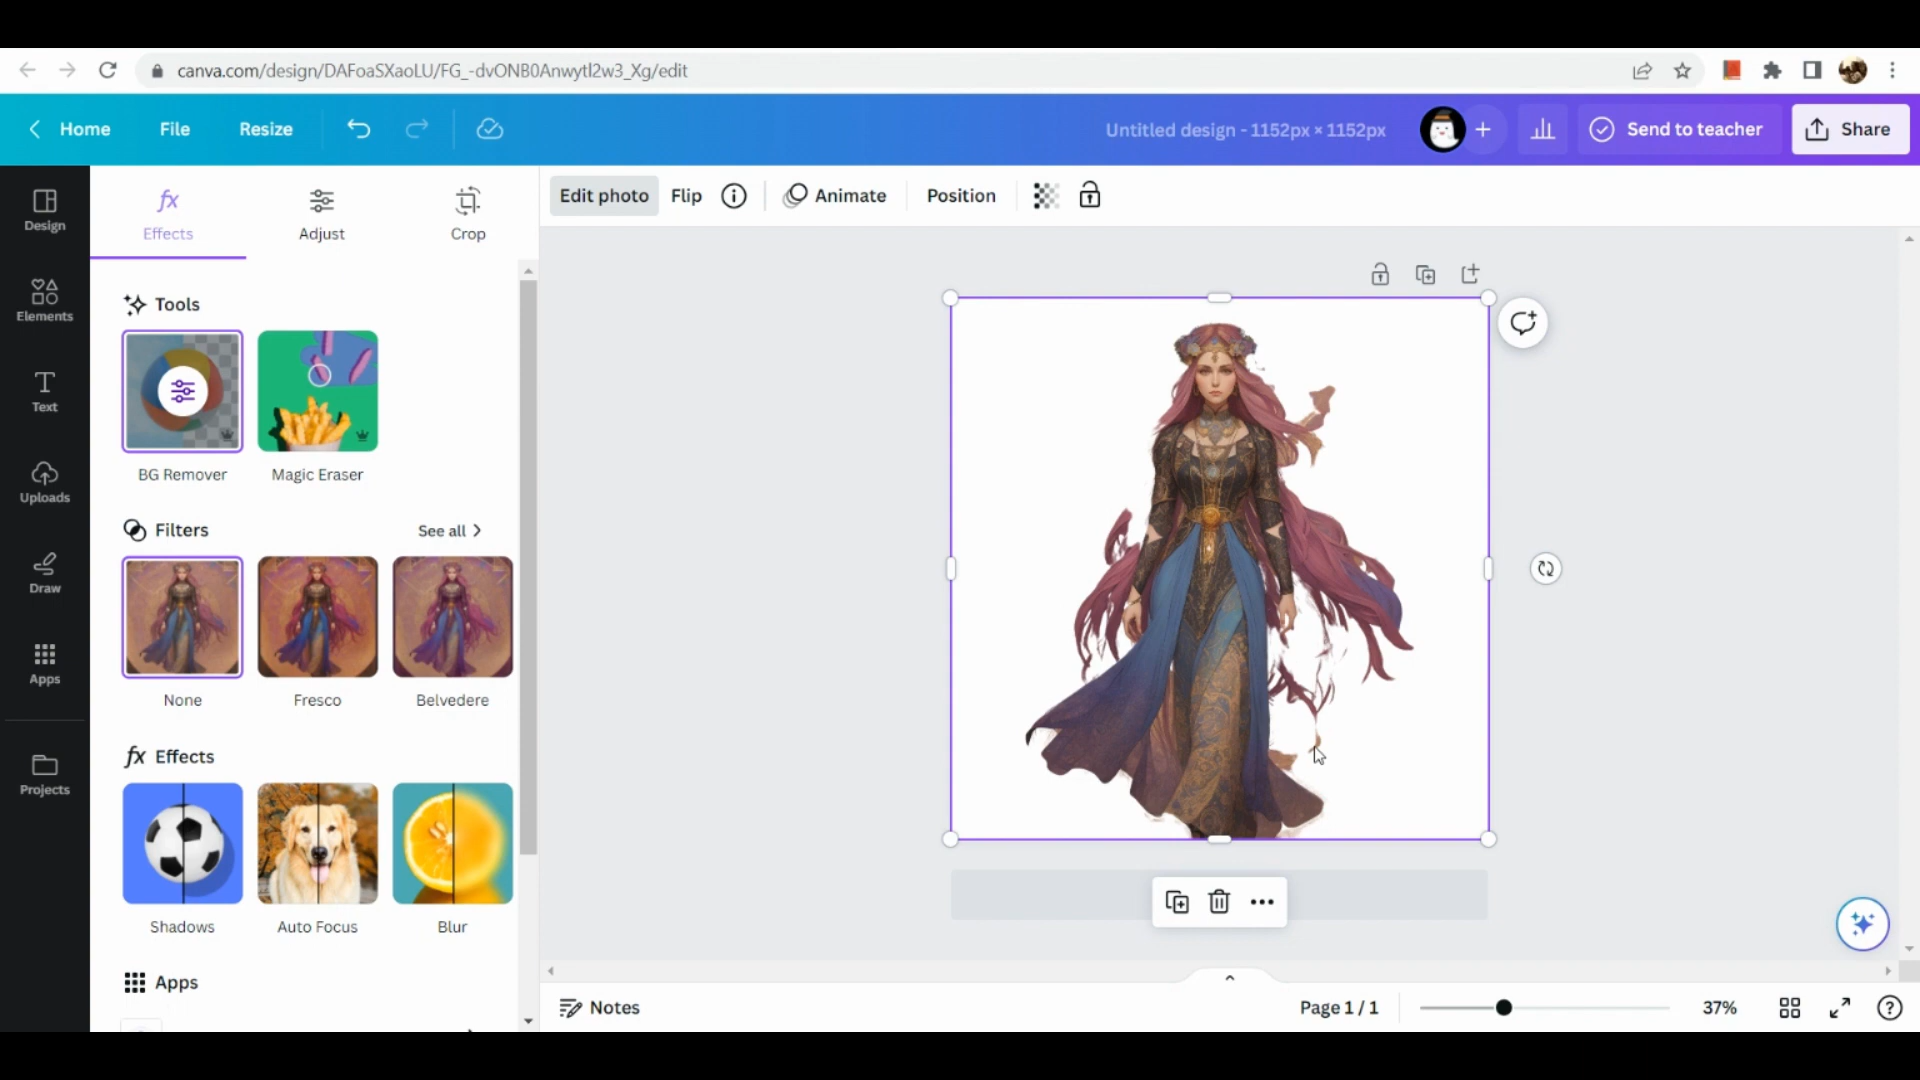 canva.com/design/DAFoaSXaoLU/FG_-dvONB0Anwytl2w3_Xg/edit
Home
File
Resize
Untitled design - 1152px × 1152px
Send to teacher
Share
Design
Elements
Text
Uploads
Draw
Apps
Projects
fx
Effects
Adjust
Crop
Edit photo
Flip
Animate
Position
Tools
BG Remover
Magic Eraser
Filters
See all
None
Fresco
Belvedere
fx Effects
Shadows
Auto Focus
Blur
Apps
Notes
Page 1 / 1
37%